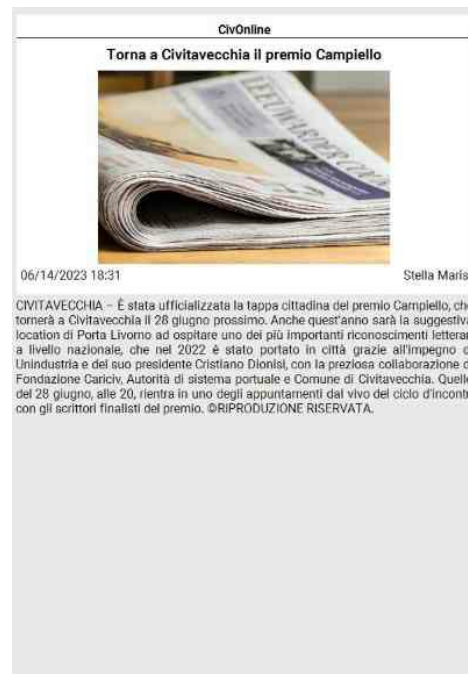 CivOnline
Torna a Civitavecchia il premio Campiello
LEEUWARDER COU
06/14/2023 18:31
Stella Maris
CIVITAVECCHIA – È stata ufficializzata la tappa cittadina del premio Campiello, che
tornerà a Civitavecchia il 28 giugno prossimo. Anche quest'anno sarà la suggestiva
location di Porta Livorno ad ospitare uno dei più importanti riconoscimenti letterar
a livello nazionale, che nel 2022 è stato portato in città grazie all'impegno d
Unindustria e del suo presidente Cristiano Dionisi, con la preziosa collaborazione d
Fondazione Cariciv, Autorità di sistema portuale e Comune di Civitavecchia. Quello
del 28 giugno, alle 20, rientra in uno degli appuntamenti dal vivo del ciclo d'incontr
con gli scrittori finalisti del premio. ©RIPRODUZIONE RISERVATA.